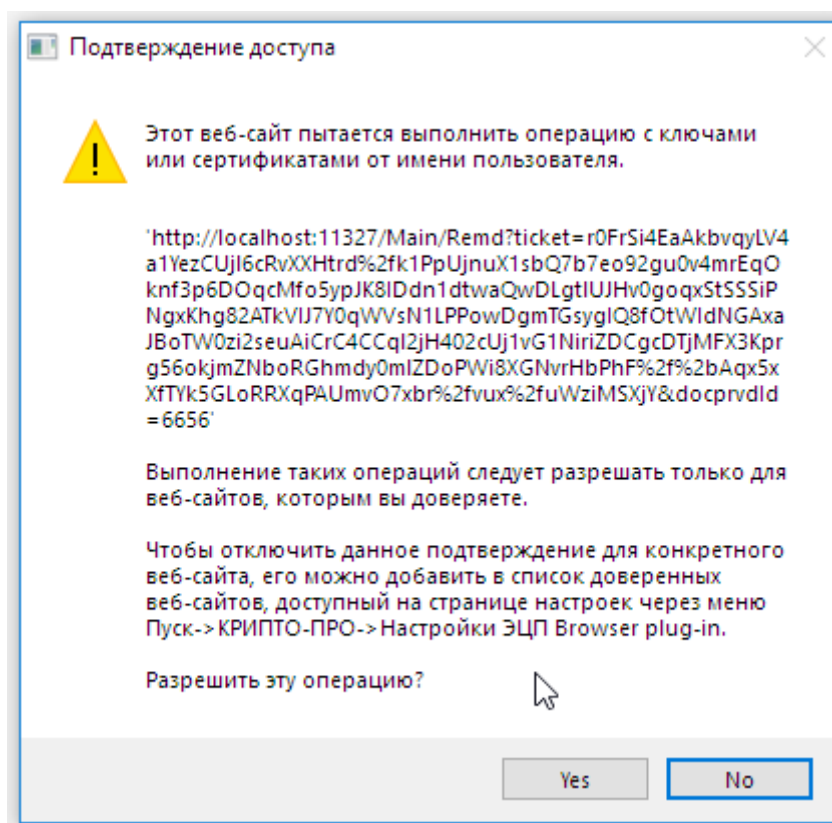 Подтверждение доступа
Этот веб-сайт пытается выполнить операцию с ключами
или сертификатами от имени пользователя.
'http://localhost:11327/Main/Remd?ticket=r0FrSi4EaAkbvqyLV4
a1YezCUjI6cRvXXHtrd%2fk1PpUjnuX1sbQ7b7eo92gu0v4mrEqO
knf3p6DOqcMfo5ypJK8IDdn1dtwaQwDLgtIUJHv0goqxStSSSiP
NgxKhg82ATkVIJ7Y0qWVsN1LPPowDgmTGsygIQ8fOtWIdNGAxa
JBoTW0zi2seuAiCrC4CCqI2jH402cUj1vG1NiriZDCgcDTjMFX3Kpr
g56okjmZNboRGhmdy0mIZDoPWi8XGNvrHbPhF%2f%2bAqx5x
XfTYk5GLoRRXqPAUmvO7xbr%2fvux%2fuWziMSXjY&docprvdId
=6656'
Выполнение таких операций следует разрешать только для
веб-сайтов, которым вы доверяете.
Чтобы отключить данное подтверждение для конкретного
веб-сайта, его можно добавить в список доверенных
веб-сайтов, доступный на странице настроек через меню
Пуск->КРИПТО-ПРО->Настройки ЭЦП Browser plug-in.
Разрешить эту операцию?
Yes
No